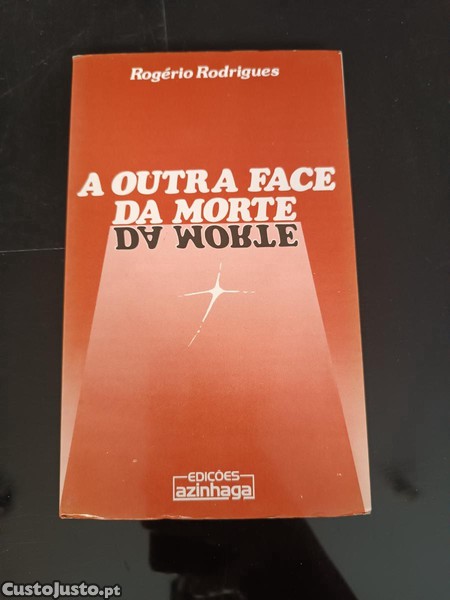 Rogério Rodrigues
A OUTRA FACE
DA MORTE
DA MORTE
EDIÇÕES
azinhaga
CustoJusto.pt